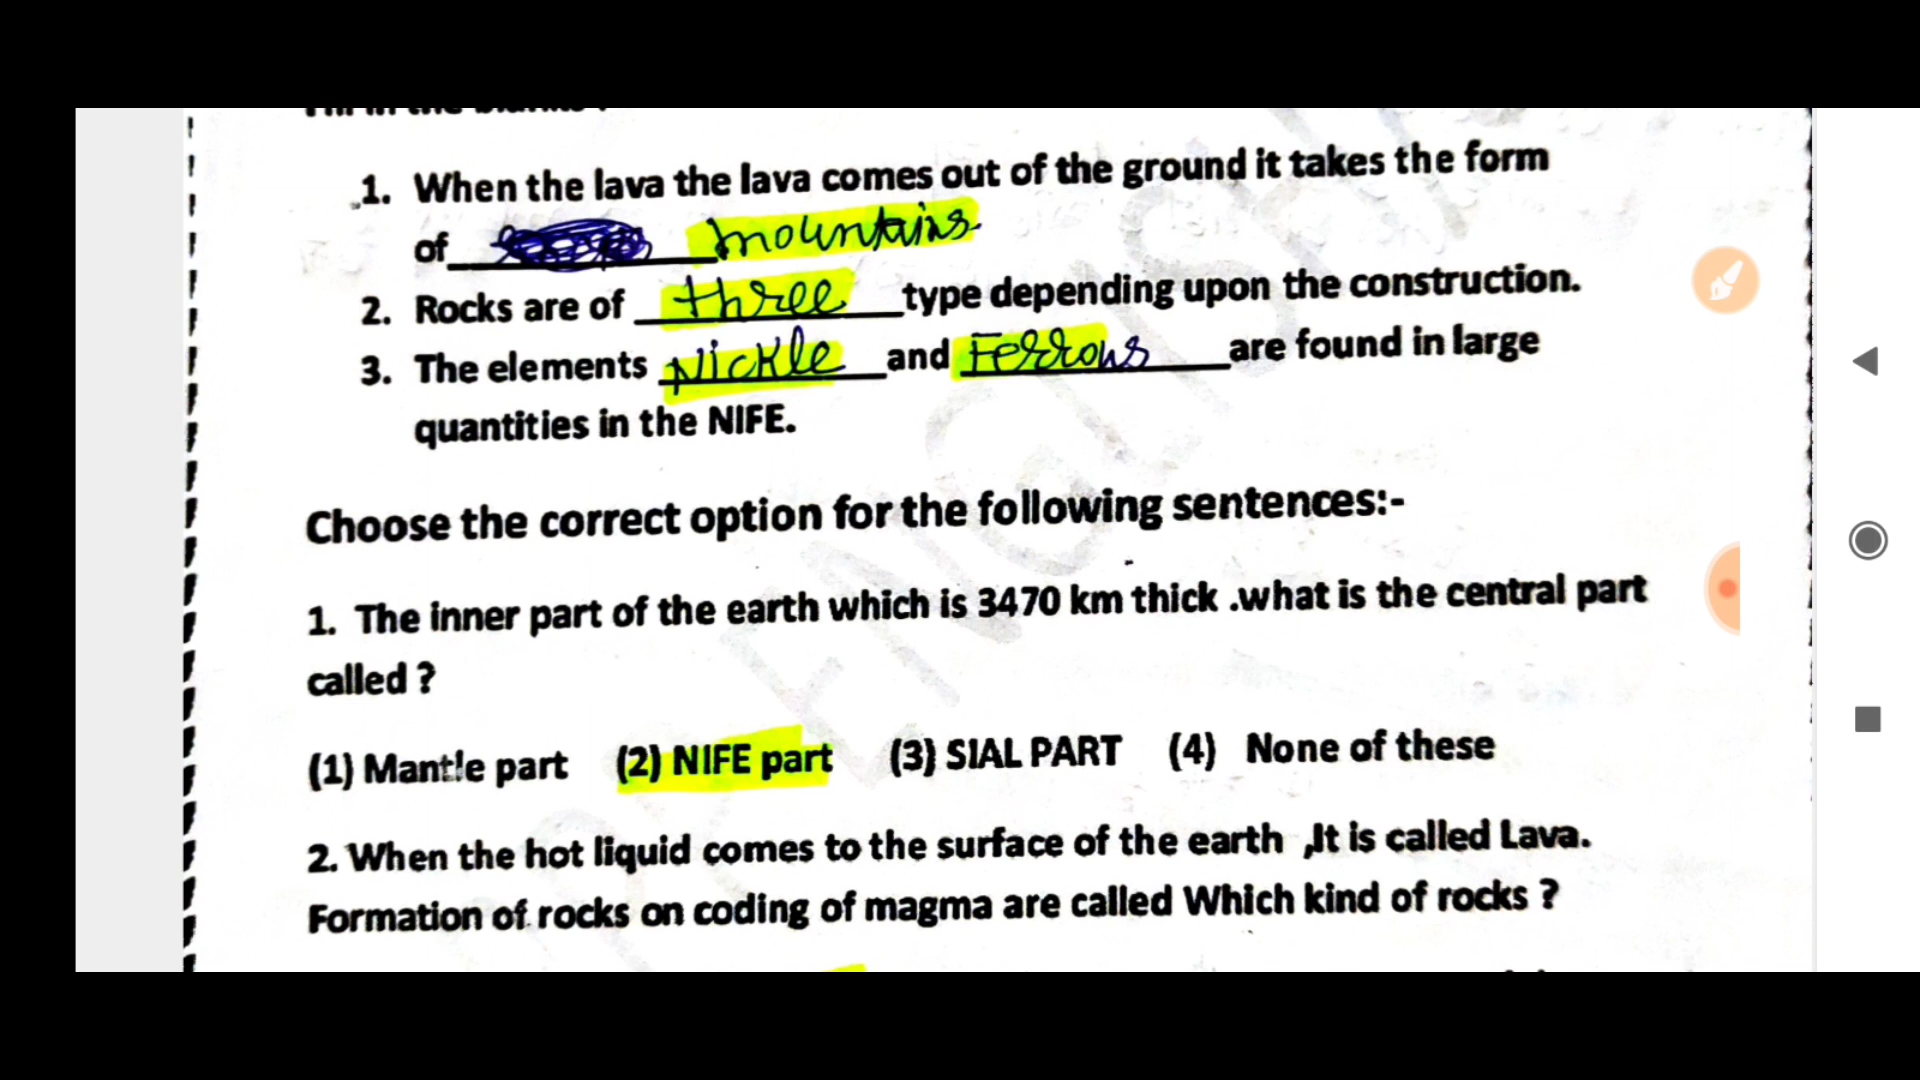 1. When the lava the lava comes out of the ground it takes the form
of mountains
2. Rocks are of three type depending upon the construction.
3. The elements Nickle and Ferrous are found in large
quantities in the NIFE.
Choose the correct option for the following sentences:-
1. The inner part of the earth which is 3470 km thick .what is the central part
called ?
(1) Mantle part (2) NIFE part (3) SIAL PART (4) None of these
2. When the hot liquid comes to the surface of the earth ,It is called Lava.
Formation of rocks on coding of magma are called Which kind of rocks ?